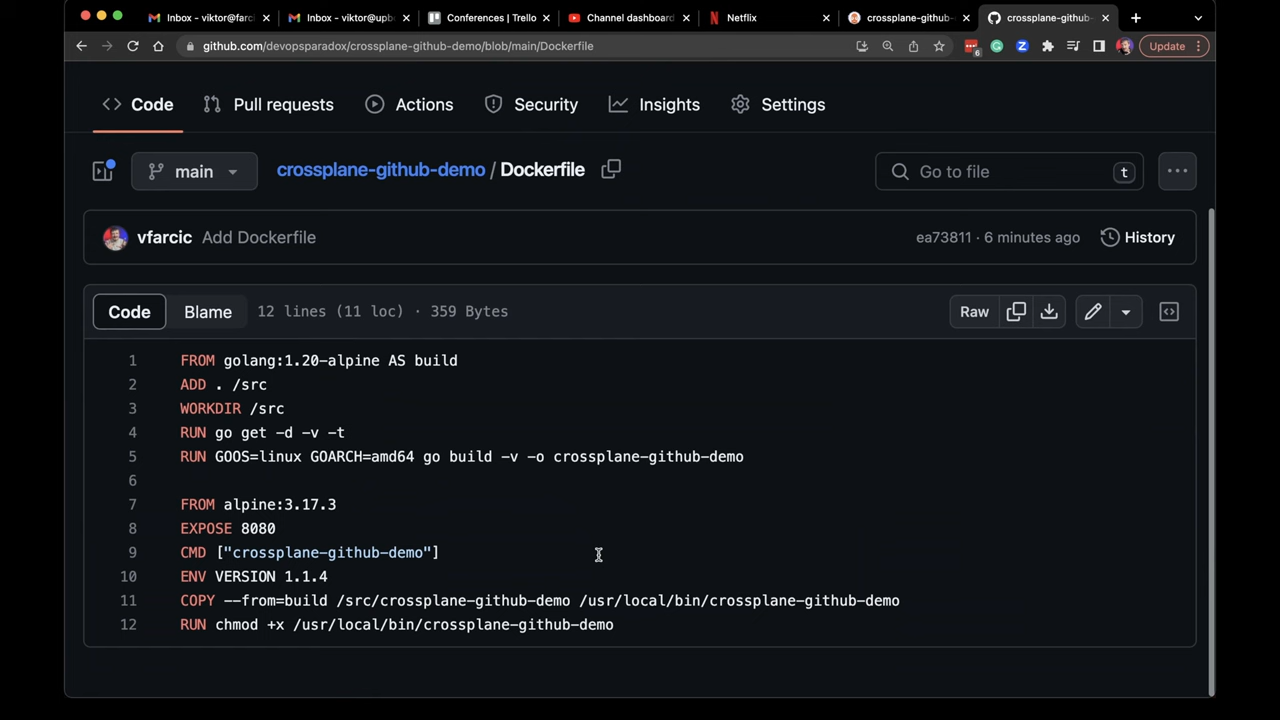 Inbox - viktor@farc
Inbox - viktor@upb
Conferences | Trello
Channel dashboard
Netflix
crossplane-github-
crossplane-github-
github.com/devopsparadox/crossplane-github-demo/blob/main/Dockerfile
6
Update
Code
Pull requests
Actions
Security
Insights
Settings
main
crossplane-github-demo / Dockerfile
Go to file
t
vfarcic Add Dockerfile
ea73811 · 6 minutes ago
History
Code
Blame
12 lines (11 loc) · 359 Bytes
Raw
1 FROM golang:1.20-alpine AS build
2 ADD . /src
3 WORKDIR /src
4 RUN go get -d -v -t
5 RUN GOOS=linux GOARCH=amd64 go build -v -o crossplane-github-demo
6
7 FROM alpine:3.17.3
8 EXPOSE 8080
9 CMD ["crossplane-github-demo"]
10 ENV VERSION 1.1.4
11 COPY --from=build /src/crossplane-github-demo /usr/local/bin/crossplane-github-demo
12 RUN chmod +x /usr/local/bin/crossplane-github-demo